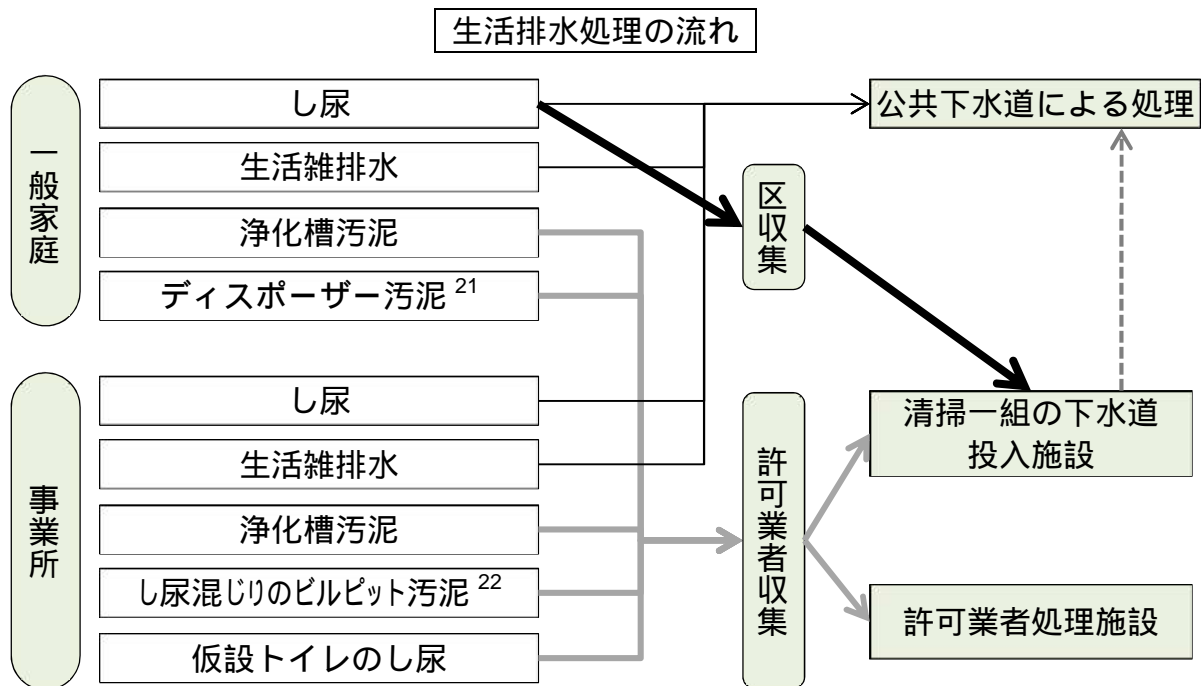 生活排水処理の流れ
一般家庭
し尿
生活雑排水
浄化槽汚泥
ディスポーザー汚泥 21
事業所
し尿
生活雑排水
浄化槽汚泥
し尿混じりのビルピット汚泥 22
仮設トイレのし尿
区収集
許可業者収集
公共下水道による処理
清掃一組の下水道
投入施設
許可業者処理施設